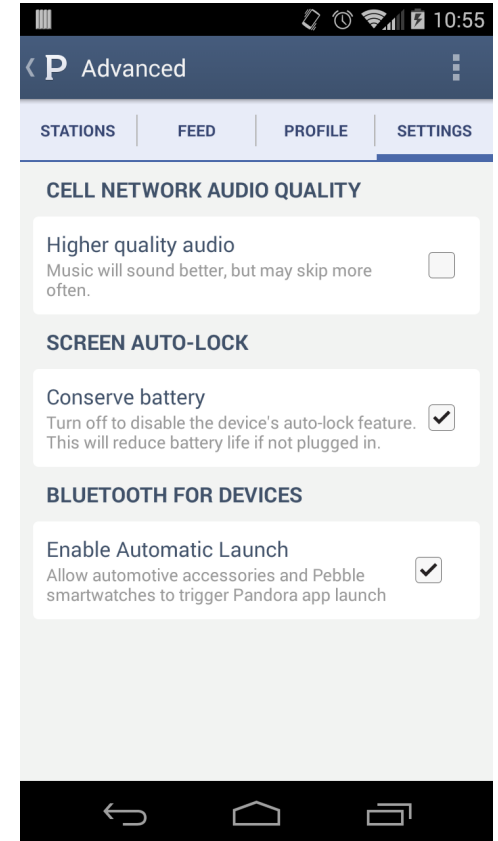 10:55
P Advanced
STATIONS FEED PROFILE SETTINGS
CELL NETWORK AUDIO QUALITY
Higher quality audio
Music will sound better, but may skip more
often.
SCREEN AUTO-LOCK
Conserve battery
Turn off to disable the device's auto-lock feature.
This will reduce battery life if not plugged in.
BLUETOOTH FOR DEVICES
Enable Automatic Launch
Allow automotive accessories and Pebble
smartwatches to trigger Pandora app launch